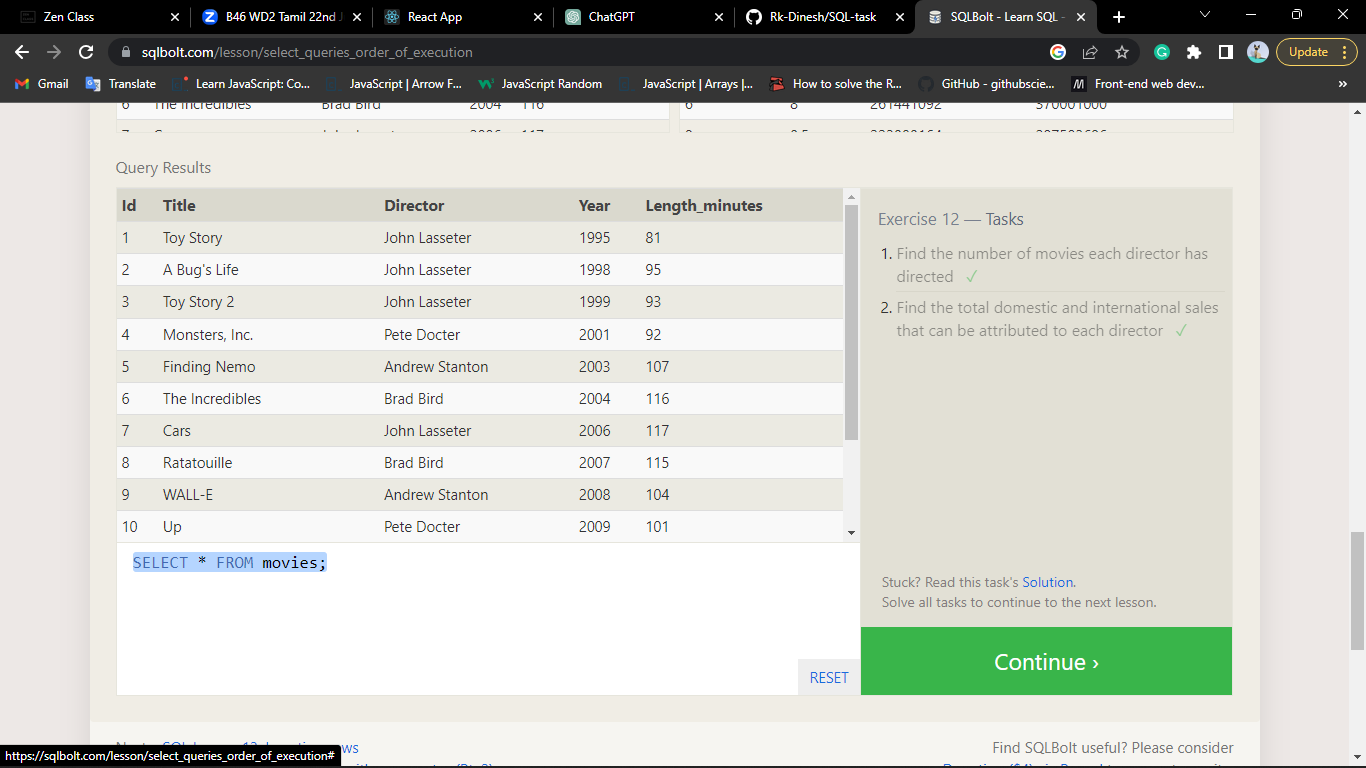 Zen Class
B46 WD2 Tamil 22nd J
React App
ChatGPT
Rk-Dinesh/SQL-task
SQLBolt - Learn SQL -
sqlbolt.com/lesson/select_queries_order_of_execution
Update
Gmail
Translate
Learn JavaScript: Co...
JavaScript | Arrow F...
JavaScript Random
JavaScript | Arrays |...
How to solve the R...
GitHub - githubscie...
Front-end web dev...
»
6 The Incredibles Brad Bird 2004 116
6 8 261441092 370001000
Query Results
Id Title Director Year Length_minutes
1 Toy Story John Lasseter 1995 81
2 A Bug's Life John Lasseter 1998 95
3 Toy Story 2 John Lasseter 1999 93
4 Monsters, Inc. Pete Docter 2001 92
5 Finding Nemo Andrew Stanton 2003 107
6 The Incredibles Brad Bird 2004 116
7 Cars John Lasseter 2006 117
8 Ratatouille Brad Bird 2007 115
9 WALL-E Andrew Stanton 2008 104
10 Up Pete Docter 2009 101
SELECT * FROM movies;
RESET
Exercise 12 — Tasks
1. Find the number of movies each director has
directed ✓
2. Find the total domestic and international sales
that can be attributed to each director ✓
Stuck? Read this task's Solution.
Solve all tasks to continue to the next lesson.
Continue ›
Find SQLBolt useful? Please consider
https://sqlbolt.com/lesson/select_queries_order_of_execution#